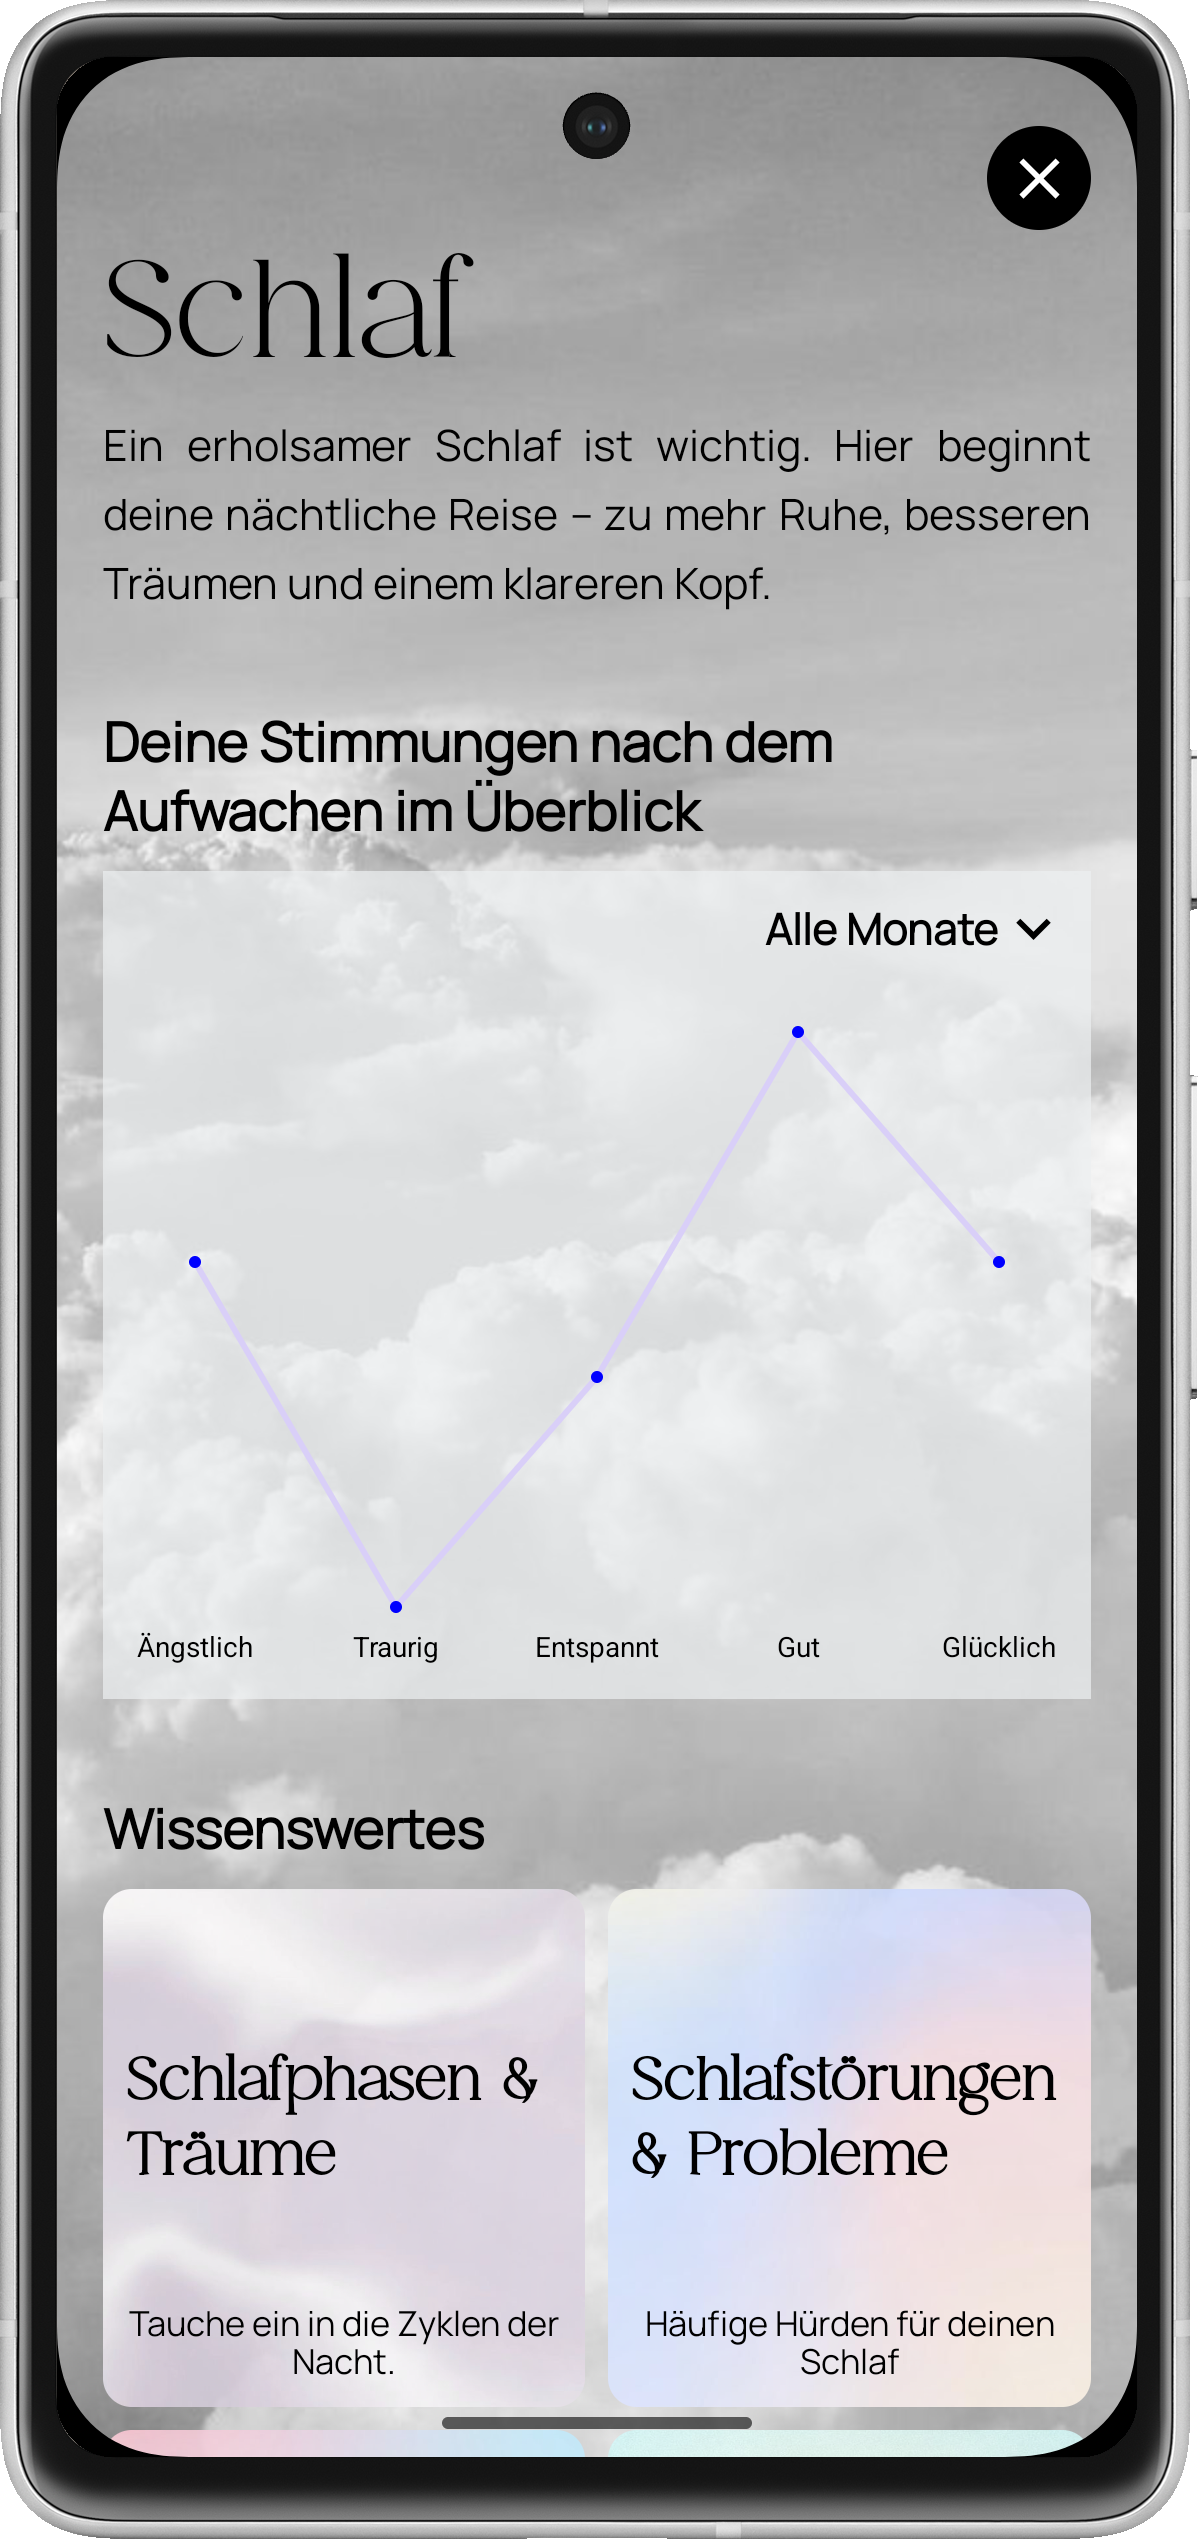 Schlaf
Ein erholsamer Schlaf ist wichtig. Hier beginnt
deine nächtliche Reise – zu mehr Ruhe, besseren
Träumen und einem klareren Kopf.
Deine Stimmungen nach dem
Aufwachen im Überblick
Alle Monate
Ängstlich Traurig Entspannt Gut Glücklich
Wissenswertes
Schlafphasen &
Träume
Tauche ein in die Zyklen der
Nacht.
Schlafstörungen
& Probleme
Häufige Hürden für deinen
Schlaf